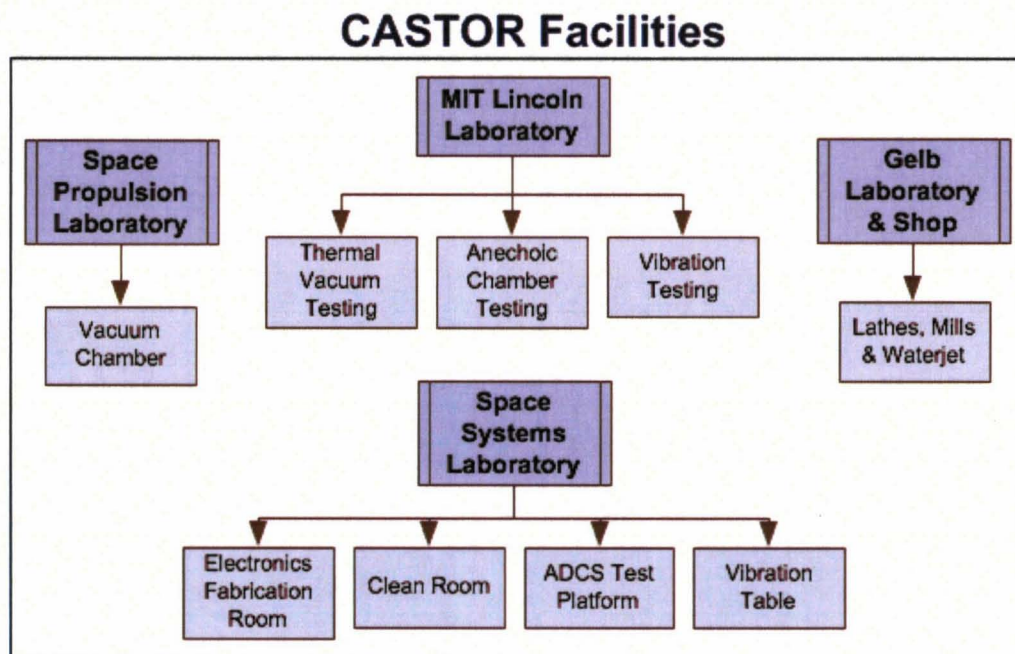 CASTOR Facilities
MIT Lincoln
Laboratory
Space
Propulsion
Laboratory
Gelb
Laboratory
& Shop
Thermal
Vacuum
Testing
Anechoic
Chamber
Testing
Vibration
Testing
Vacuum
Chamber
Lathes, Mills
& Waterjet
Space
Systems
Laboratory
Electronics
Fabrication
Room
Clean Room
ADCS Test
Platform
Vibration
Table